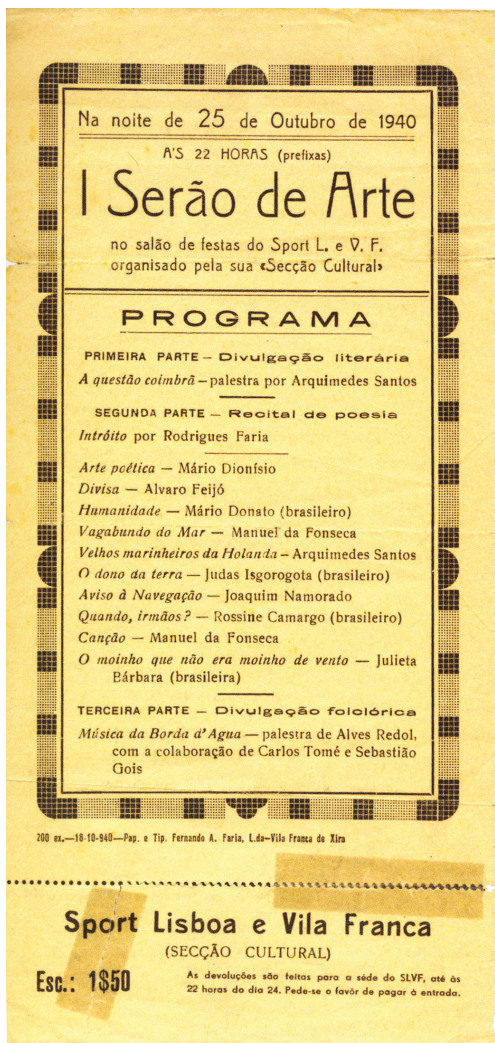 Na noite de 25 de Outubro de 1940
A'S 22 HORAS (prefixas)
I Serão de Arte
no salão de festas do Sport L. e V. F.
organisado pela sua «Secção Cultural»
PROGRAMA
PRIMEIRA PARTE — Divulgação literária
A questão coimbrã — palestra por Arquimedes Santos
SEGUNDA PARTE — Recital de poesia
Intróito por Rodrigues Faria
Arte poética — Mário Dionísio
Divisa — Alvaro Feijó
Humanidade — Mário Donato (brasileiro)
Vagabundo do Mar — Manuel da Fonseca
Velhos marinheiros da Holanda — Arquimedes Santos
O dono da terra — Judas Isgorogota (brasileiro)
Aviso à Navegação — Joaquim Namorado
Quando, irmãos? — Rossine Camargo (brasileiro)
Canção — Manuel da Fonseca
O moinho que não era moinho de vento — Julieta
Bárbara (brasileira)
TERCEIRA PARTE — Divulgação folclórica
Música da Borda d'Agua — palestra de Alves Redol,
com a colaboração de Carlos Tomé e Sebastião
Gois
200 ex.—18-10-940—Pap. e Tip. Fernando A. Faria, L.da—Vila Franca de Xira
Sport Lisboa e Vila Franca
(SECÇÃO CULTURAL)
Esc.: 1$50
As devoluções são feitas para a séde do SLVF, até às
22 horas do dia 24. Pede-se o favôr de pagar à entrada.